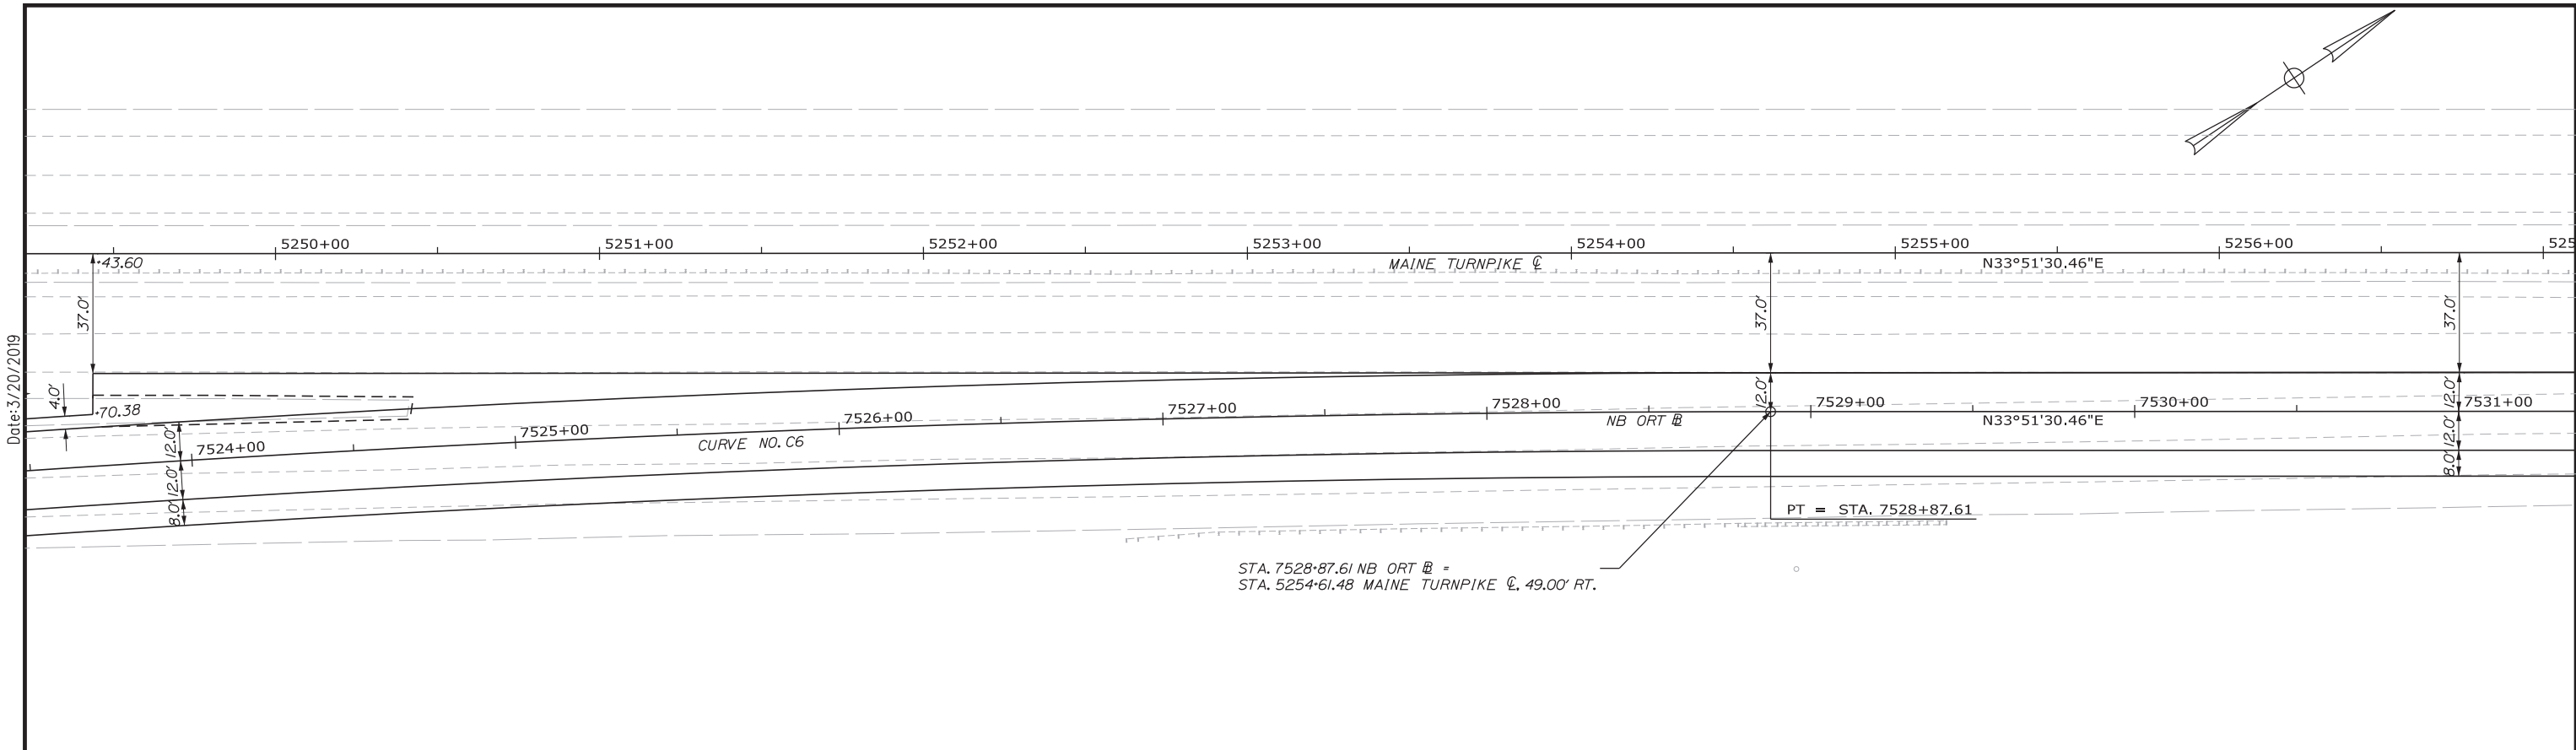 5250+00 5251+00 5252+00 5253+00 5254+00 5255+00 5256+00 525
+43.60
MAINE TURNPIKE ℄
N33°51'30.46"E
37.0'
37.0'
37.0'
Date:3/20/2019
4.0'
+70.38
12.0'
12.0'
8.0'
7524+00 7525+00 7526+00 7527+00 7528+00 7529+00 7530+00 7531+00
CURVE NO. C6
NB ORT BL
12.0'
N33°51'30.46"E
12.0'
12.0'
8.0'
PT = STA. 7528+87.61
STA. 7528+87.61 NB ORT BL =
STA. 5254+61.48 MAINE TURNPIKE ℄, 49.00' RT.